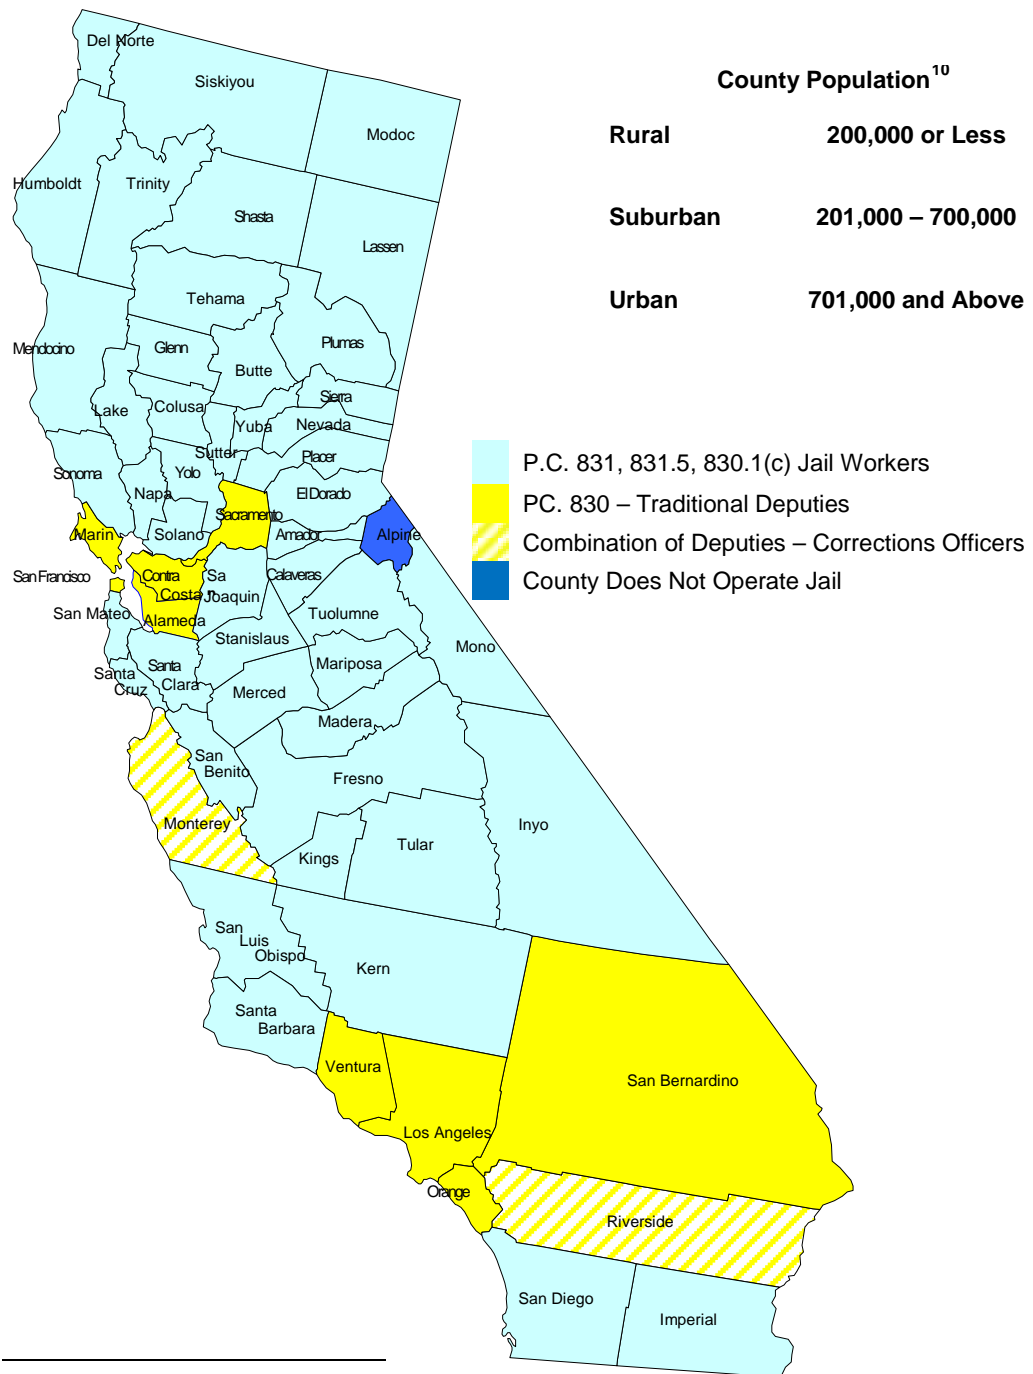 County Population10
Rural 200,000 or Less
Suburban 201,000 – 700,000
Urban 701,000 and Above
P.C. 831, 831.5, 830.1(c) Jail Workers
PC. 830 – Traditional Deputies
Combination of Deputies – Corrections Officers
County Does Not Operate Jail
Del Norte
Siskiyou
Modoc
Humboldt
Trinity
Shasta
Lassen
Tehama
Mendocino
Glenn
Plumas
Butte
Sierra
Lake
Colusa
Yuba
Nevada
Sutter
Placer
Sonoma
Yolo
Napa
El Dorado
Sacramento
Marin
Solano
Amador
Alpine
San Francisco
Contra
Costa
Sa
n
Joaquin
Calaveras
San Mateo
Alameda
Tuolumne
Stanislaus
Mono
Santa
Cruz
Santa
Clara
Mariposa
Merced
Madera
San
Benito
Fresno
Monterey
Inyo
Kings
Tular
San
Luis
Obispo
Kern
Santa
Barbara
Ventura
San Bernardino
Los Angeles
Orange
Riverside
San Diego
Imperial